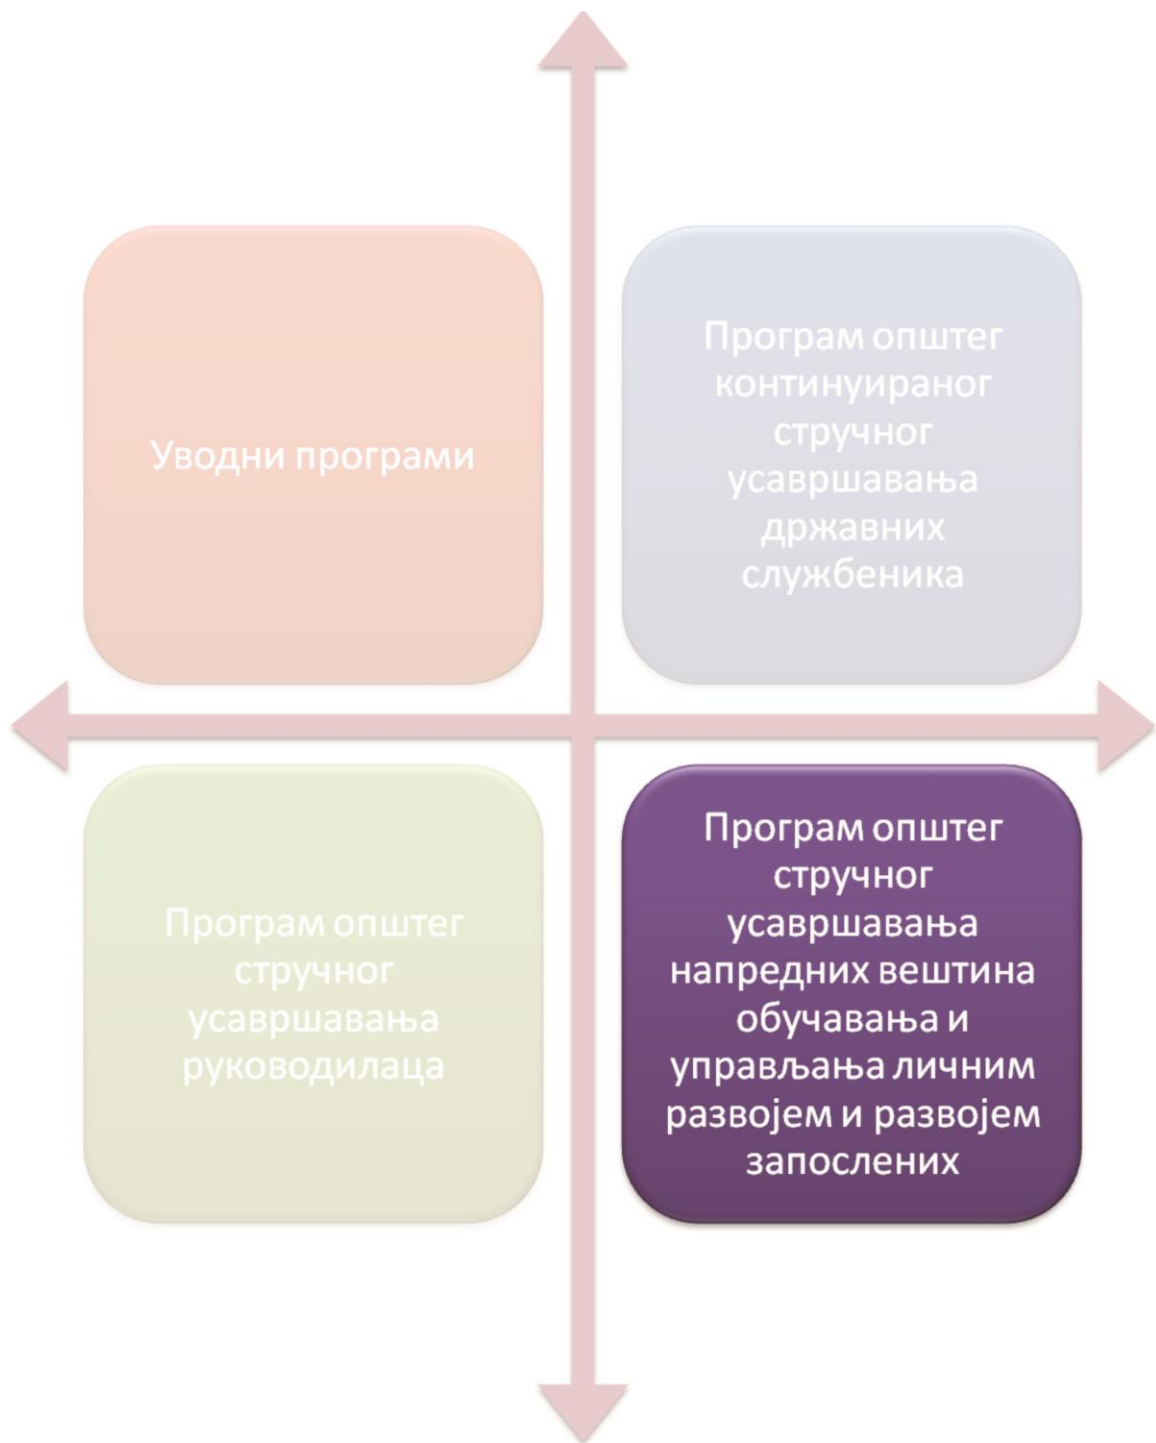 Уводни програми
Програм општег
континуираног
стручног
усавршавања
државних
службеника
Програм општег
стручног
усавршавања
руководилаца
Програм општег
стручног
усавршавања
напредних вештина
обучавања и
управљања личним
развојем и развојем
запослених